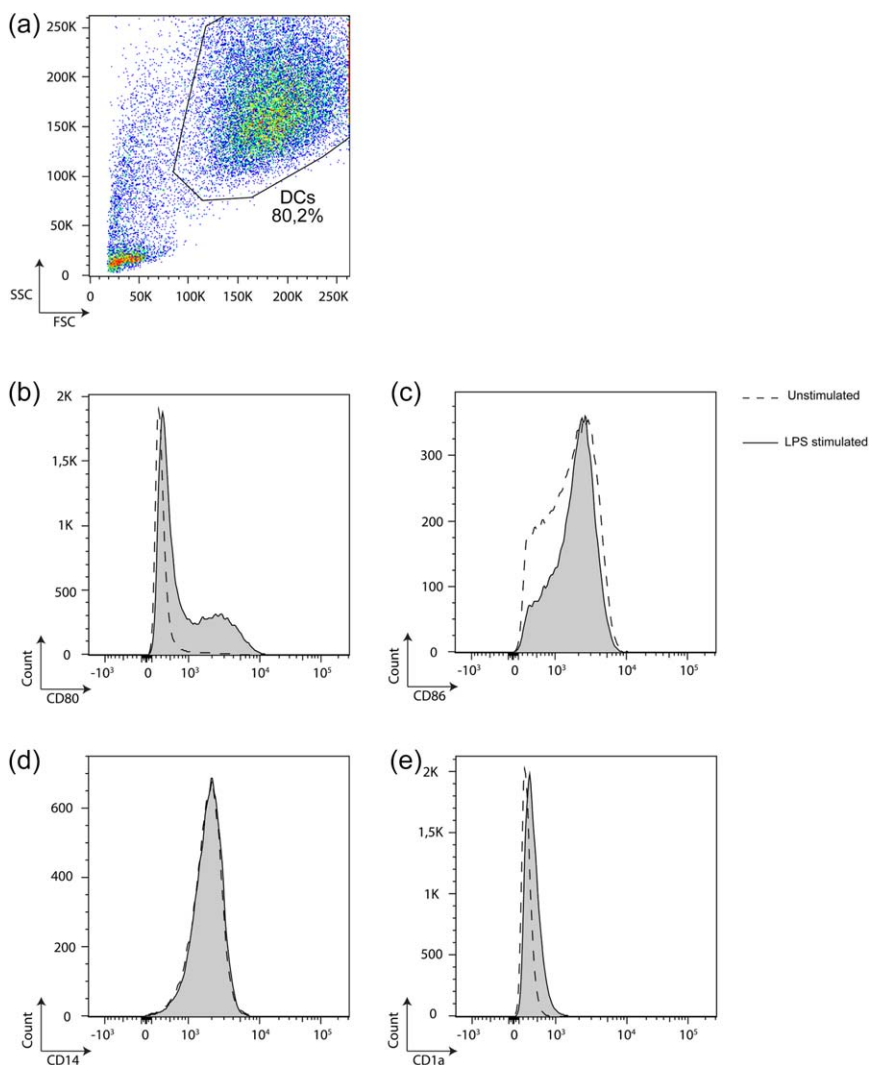 (a)
250K
200K
150K
100K
50K
0
DCs
80,2%
0 50K 100K 150K 200K 250K
SSC
FSC
(b)
2K
1,5K
1K
500
0
-10³ 0 10³ 10⁴ 10⁵
Count
CD80
(c)
300
200
100
0
-10³ 0 10³ 10⁴ 10⁵
Count
CD86
Unstimulated
LPS stimulated
(d)
600
400
200
0
-10³ 0 10³ 10⁴ 10⁵
Count
CD14
(e)
2K
1,5K
1K
500
0
-10³ 0 10³ 10⁴ 10⁵
Count
CD1a